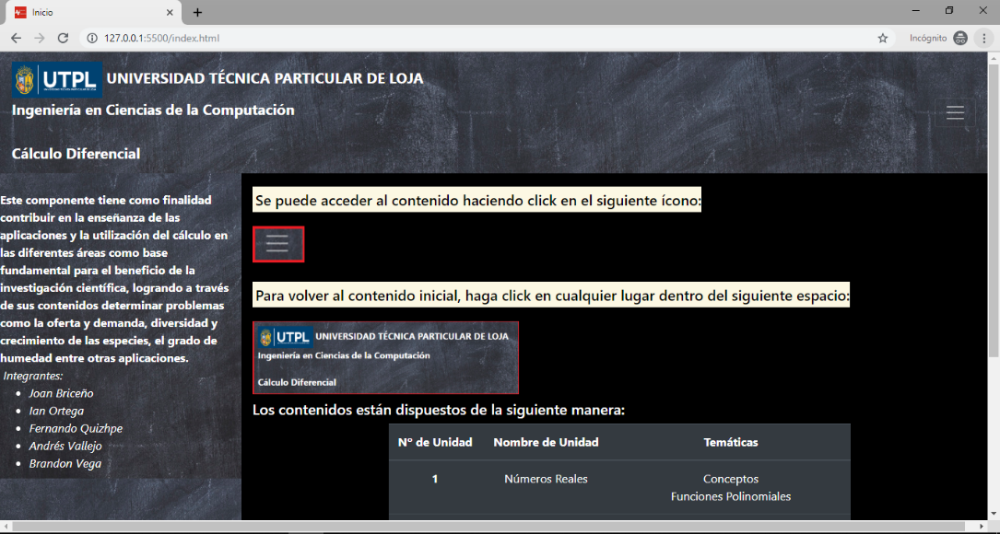 Inicio
127.0.0.1:5500/index.html
Incógnito
UTPL UNIVERSIDAD TÉCNICA PARTICULAR DE LOJA
Ingeniería en Ciencias de la Computación
Cálculo Diferencial
Este componente tiene como finalidad
contribuir en la enseñanza de las
aplicaciones y la utilización del cálculo en
las diferentes áreas como base
fundamental para el beneficio de la
investigación científica, logrando a través
de sus contenidos determinar problemas
como la oferta y demanda, diversidad y
crecimiento de las especies, el grado de
humedad entre otras aplicaciones.
Integrantes:
Joan Briceño
Ian Ortega
Fernando Quizhpe
Andrés Vallejo
Brandon Vega
Se puede acceder al contenido haciendo click en el siguiente ícono:
Para volver al contenido inicial, haga click en cualquier lugar dentro del siguiente espacio:
UTPL UNIVERSIDAD TÉCNICA PARTICULAR DE LOJA
Ingeniería en Ciencias de la Computación
Cálculo Diferencial
Los contenidos están dispuestos de la siguiente manera:
N° de Unidad Nombre de Unidad Temáticas
1 Números Reales Conceptos
Funciones Polinomiales